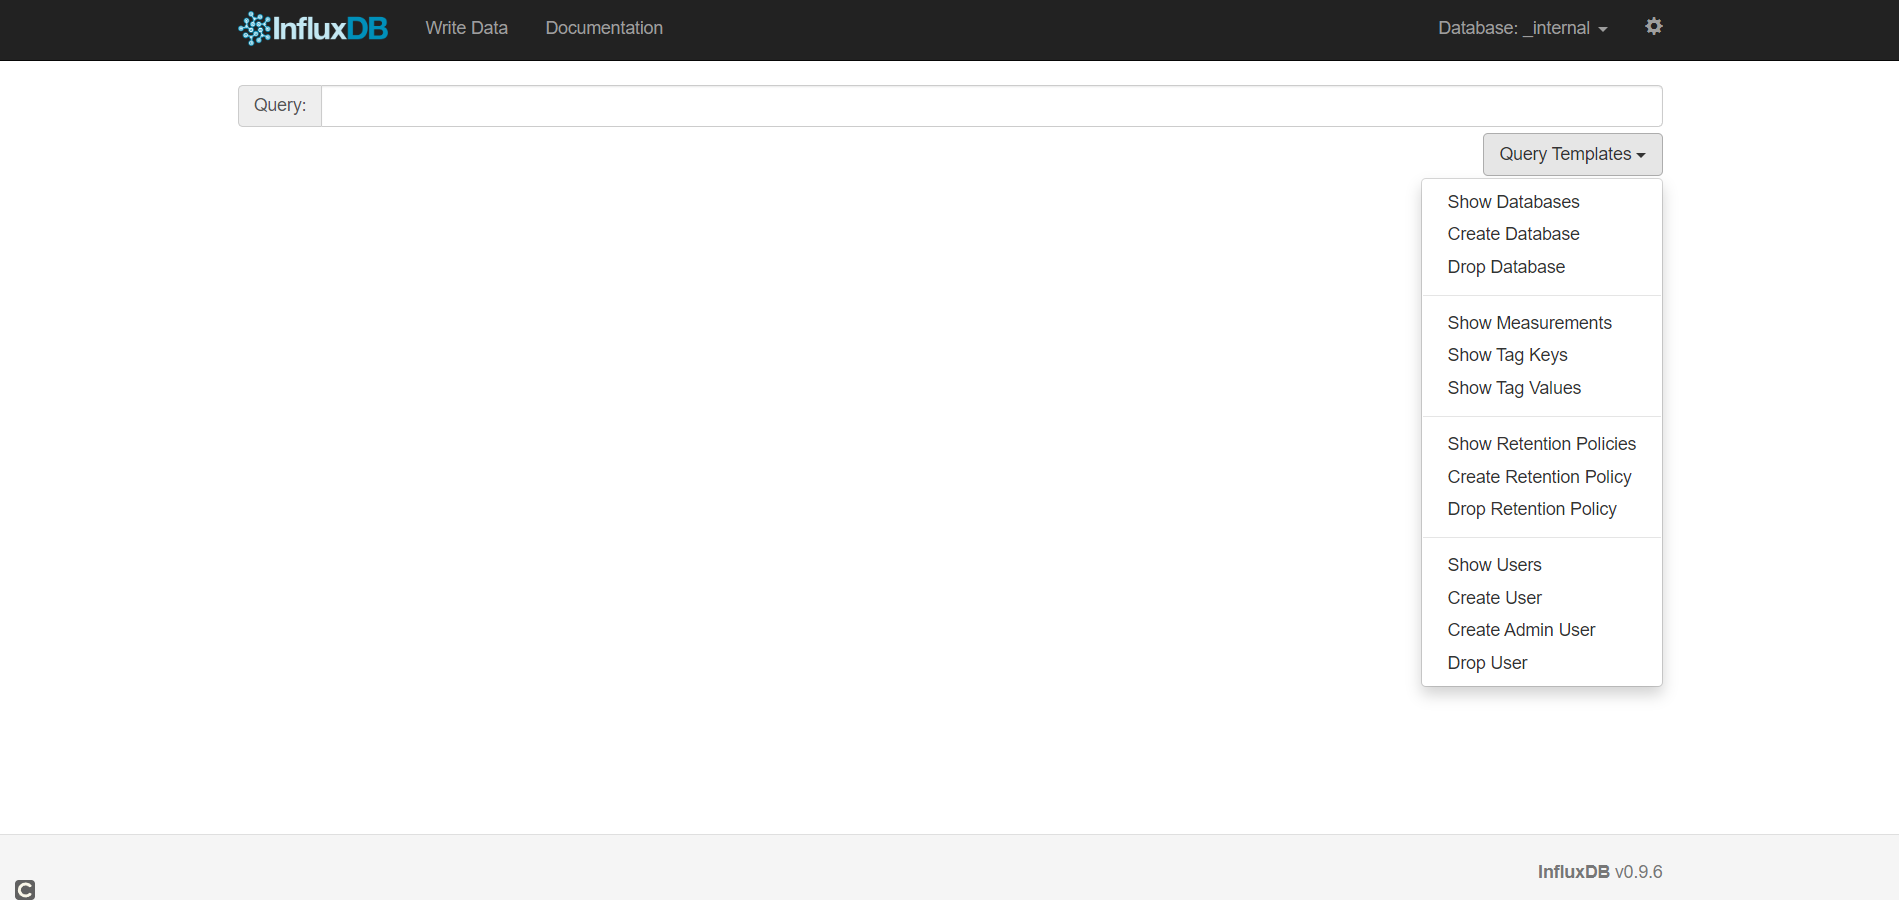 InfluxDB Write Data Documentation Database: _internal
Query:
Query Templates
Show Databases
Create Database
Drop Database
Show Measurements
Show Tag Keys
Show Tag Values
Show Retention Policies
Create Retention Policy
Drop Retention Policy
Show Users
Create User
Create Admin User
Drop User
InfluxDB v0.9.6
C